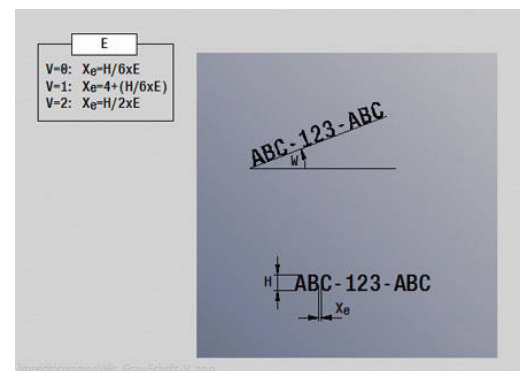 E
V=0: Xe=H/6xE
V=1: Xe=4+(H/6xE)
V=2: Xe=H/2xE
ABC-123-ABC
W
H
ABC-123-ABC
Xe